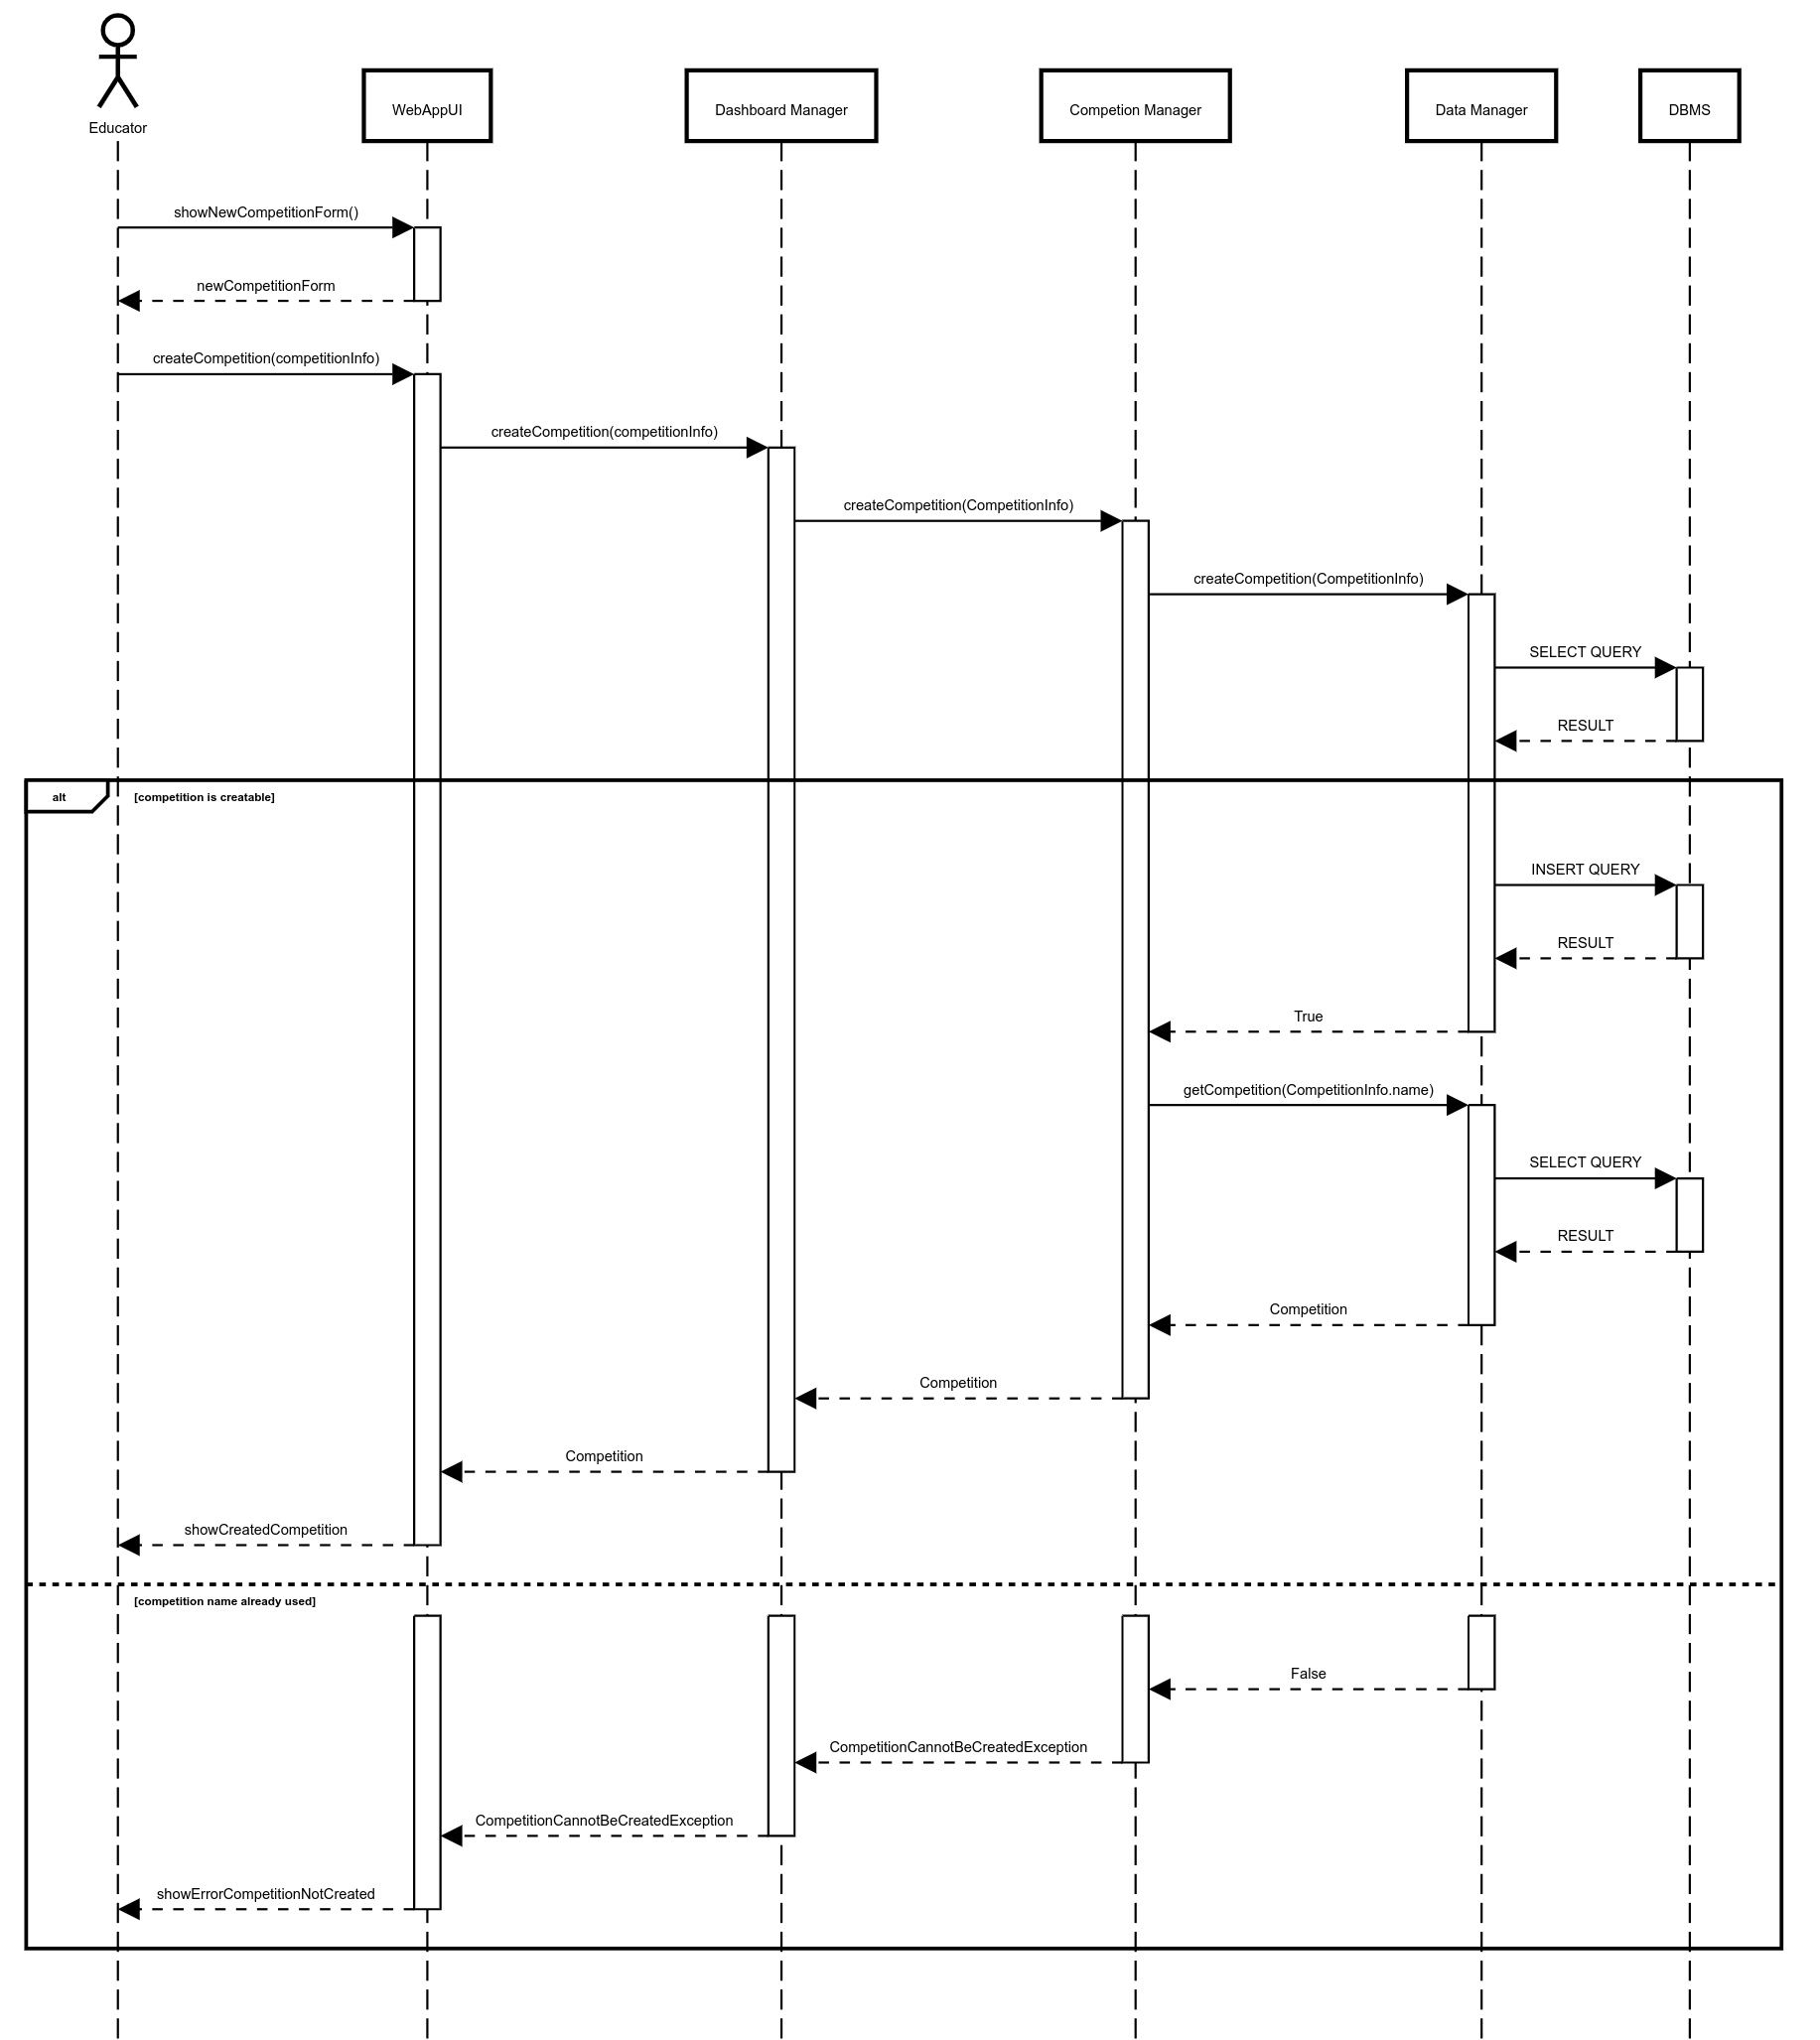 Educator
WebAppUI
Dashboard Manager
Competion Manager
Data Manager
DBMS
showNewCompetitionForm()
newCompetitionForm
createCompetition(competitionInfo)
createCompetition(competitionInfo)
createCompetition(CompetitionInfo)
createCompetition(CompetitionInfo)
SELECT QUERY
RESULT
alt
[competition is creatable]
INSERT QUERY
RESULT
True
getCompetition(CompetitionInfo.name)
SELECT QUERY
RESULT
Competition
Competition
Competition
showCreatedCompetition
[competition name already used]
False
CompetitionCannotBeCreatedException
CompetitionCannotBeCreatedException
showErrorCompetitionNotCreated